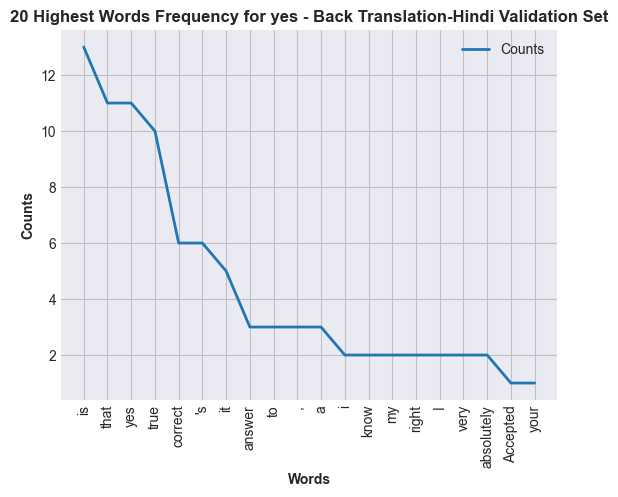 20 Highest Words Frequency for yes - Back Translation-Hindi Validation Set
Counts
12
10
8
6
4
2
Counts
is
that
yes
true
correct
's
it
answer
to
,
a
i
know
my
right
I
very
absolutely
Accepted
your
Words